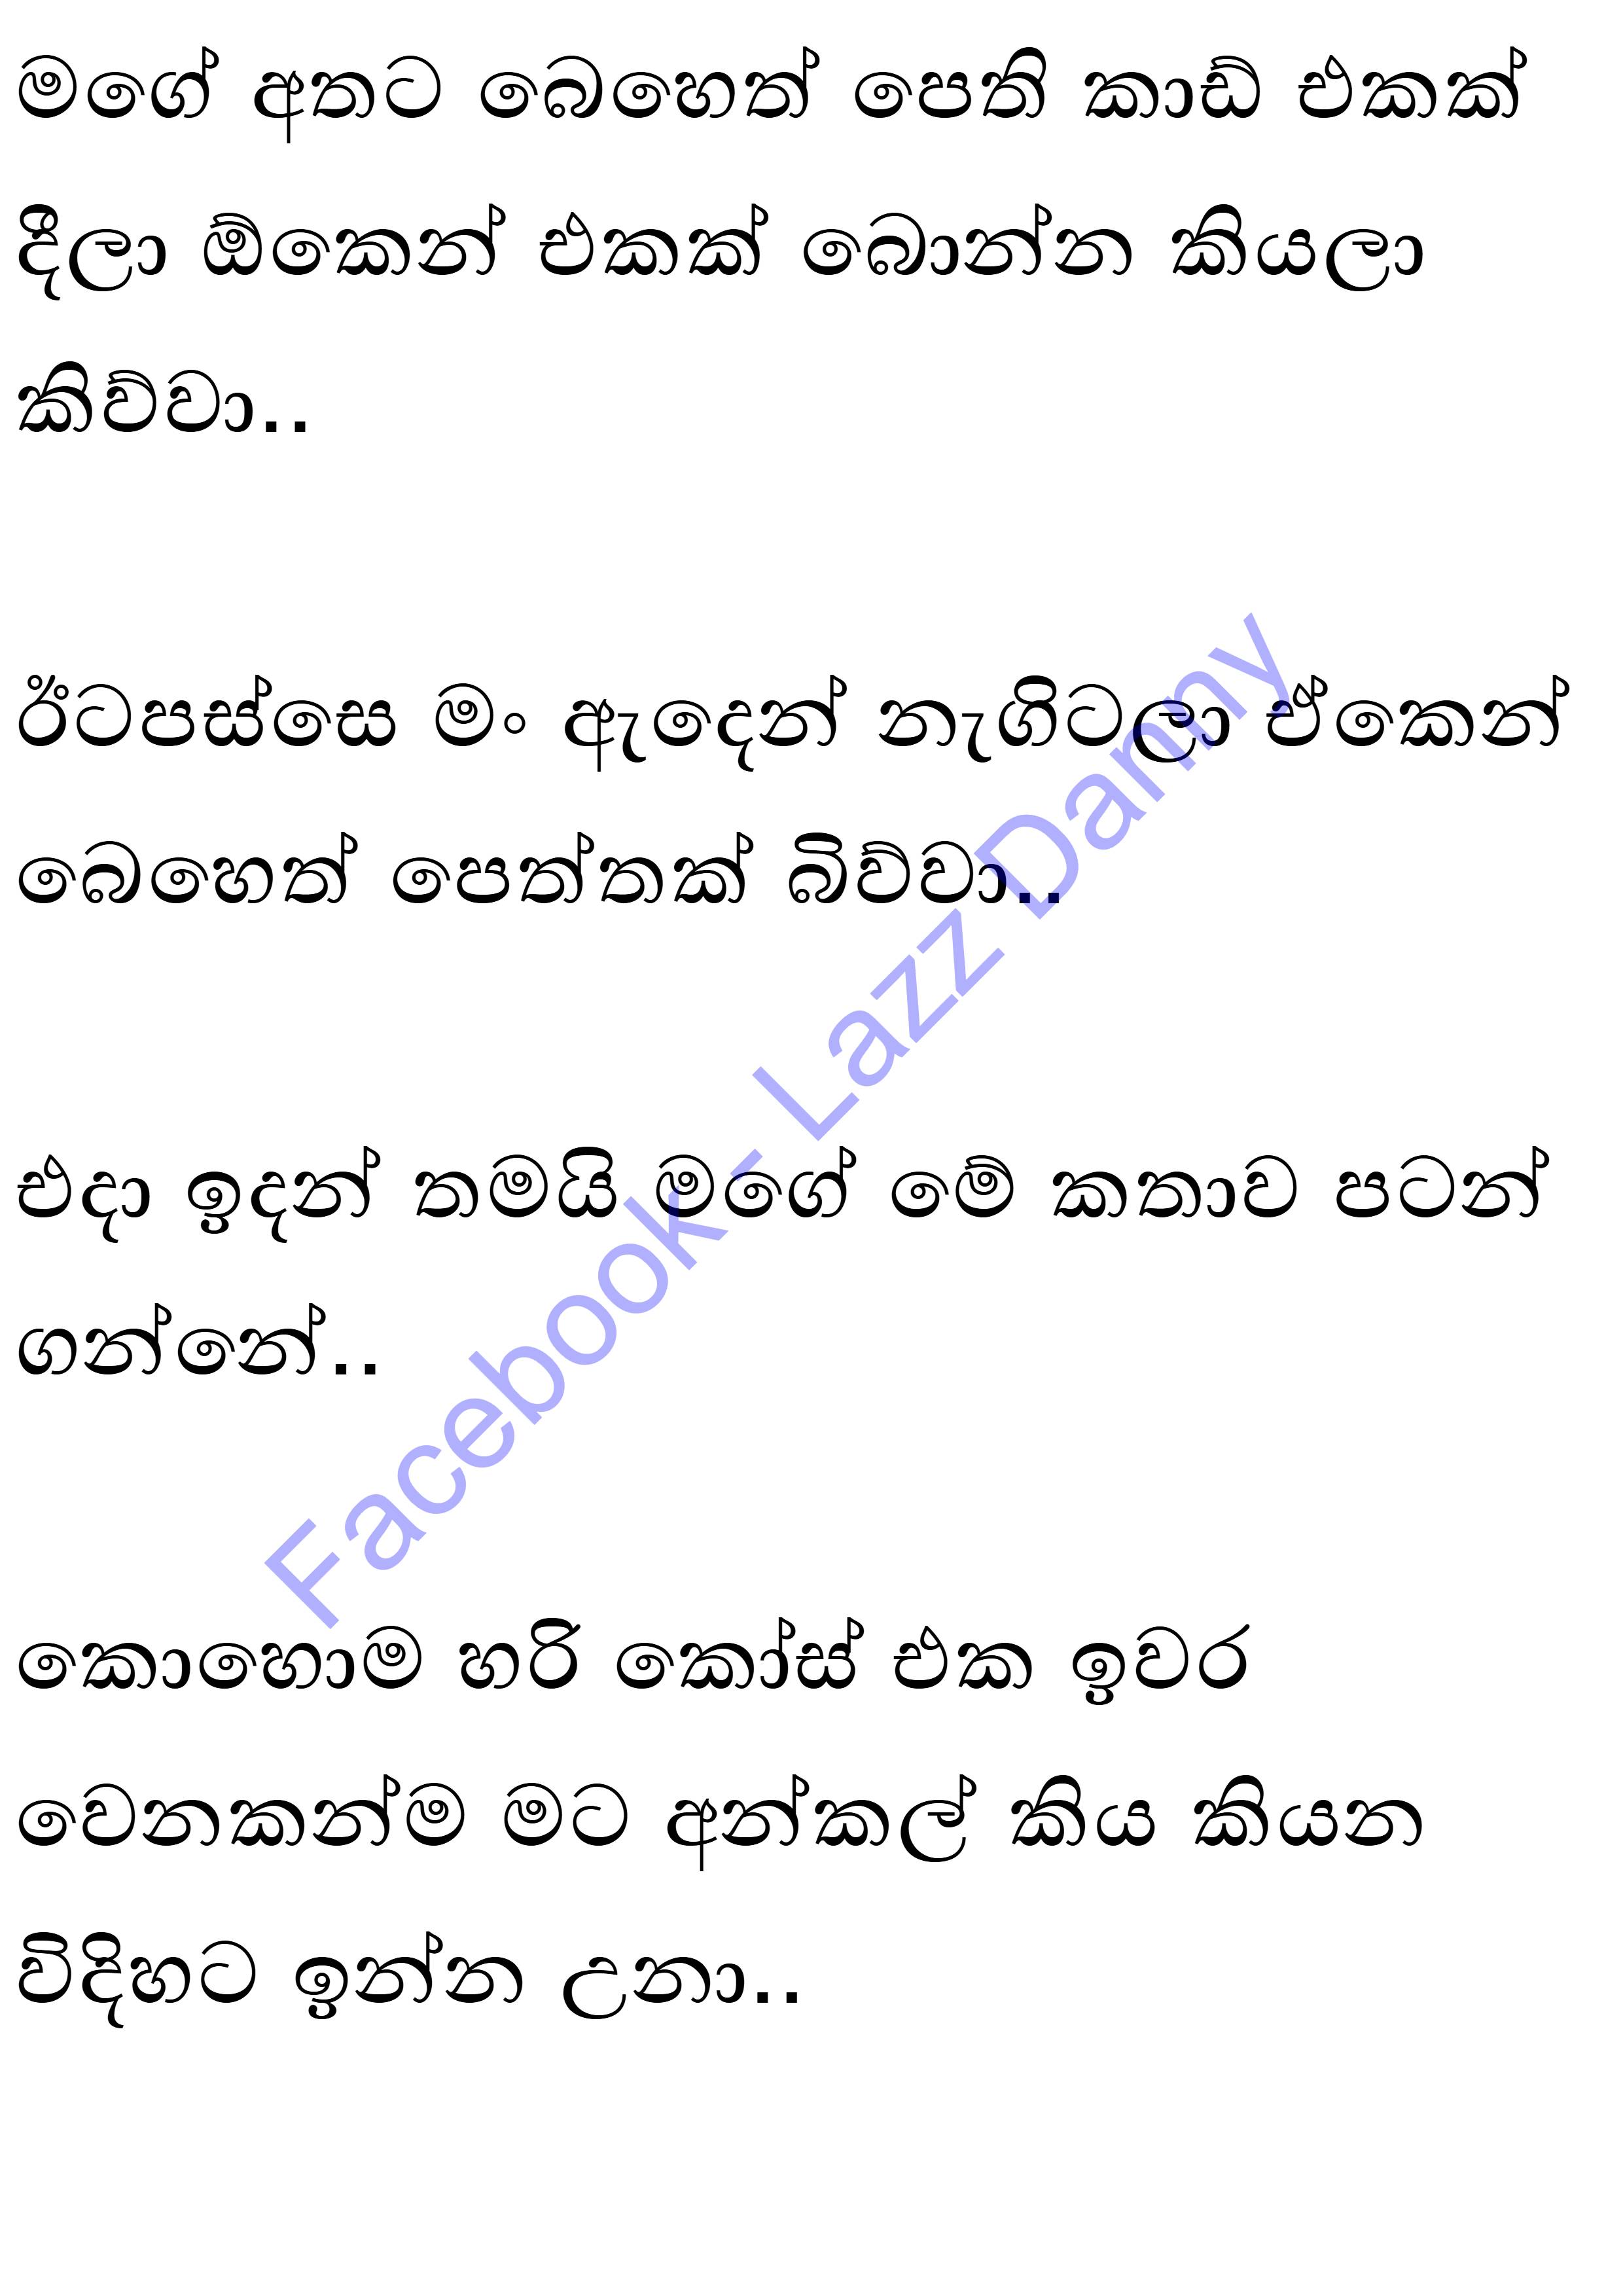 මගේ අතට බෙහෙත් පෙති කාඩ් එකක්
දීලා ඕකෙන් එකක් බොන්න කියලා
කිව්වා..
ඊටපස්සෙ මං ඇදෙන් නැගිටලා ඒකෙන්
බෙහෙත් පෙත්තක් බිව්වා..
එදා ඉදන් තමයි මගේ මේ කතාව පටන්
ගන්නේ..
කොහොම හරි කෝස් එක ඉවර
වෙනකන්ම මට අන්කල් කිය කියන
විදිහට ඉන්න උනා..
Facebook- Lazz Danny